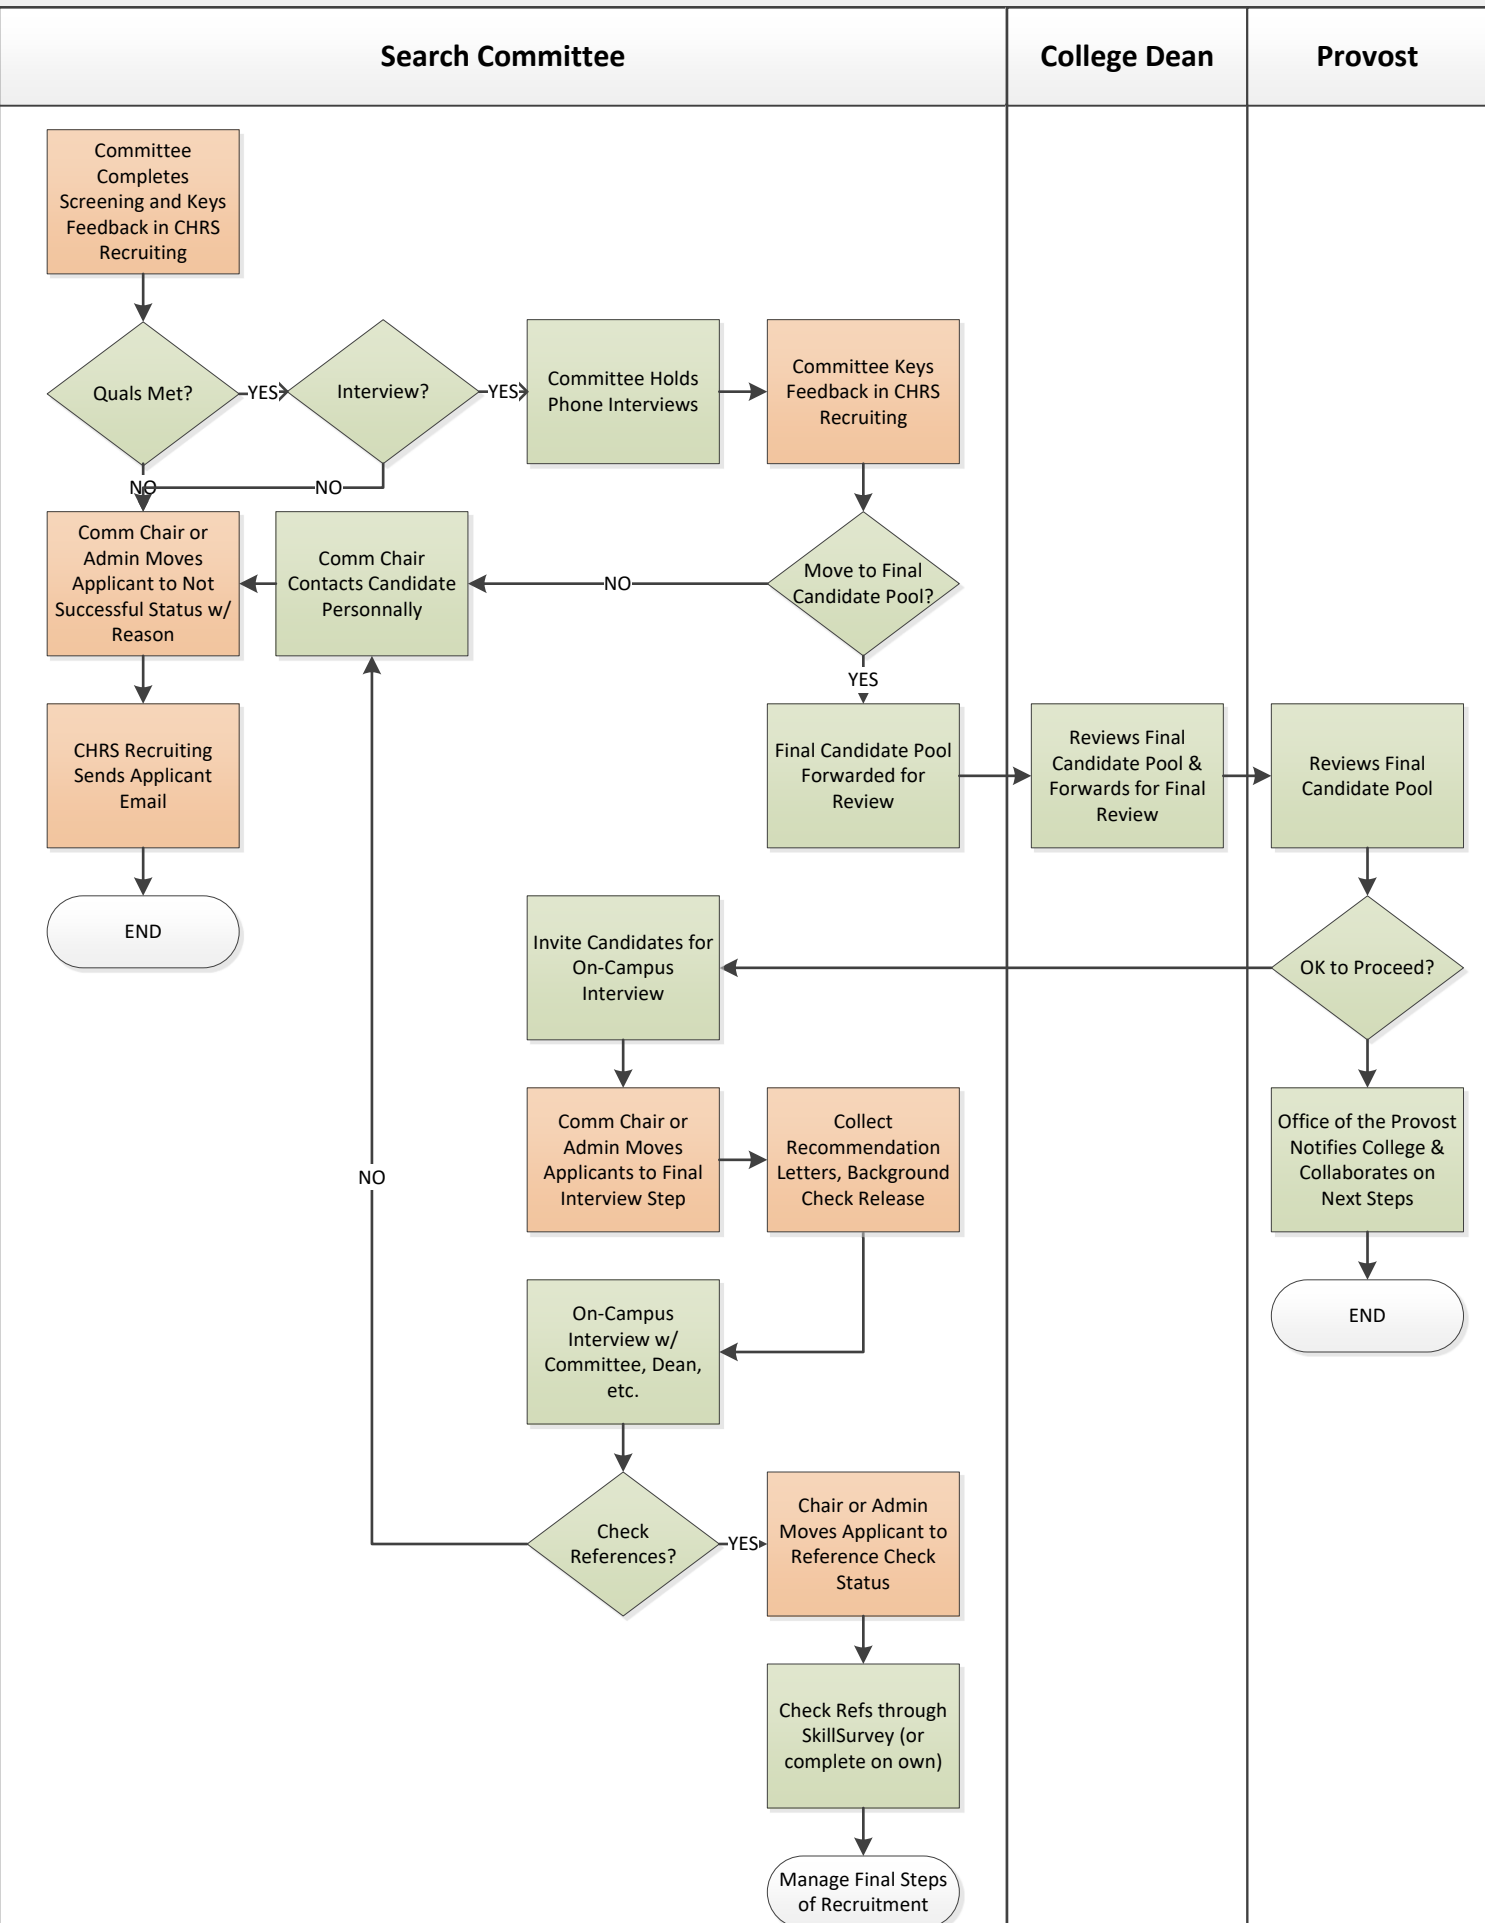 Search Committee
College Dean
Provost
Committee
Completes
Screening and Keys
Feedback in CHRS
Recruiting
Quals Met?
YES
Interview?
YES
Committee Holds
Phone Interviews
Committee Keys
Feedback in CHRS
Recruiting
NO
NO
Comm Chair or
Admin Moves
Applicant to Not
Successful Status w/
Reason
Comm Chair
Contacts Candidate
Personnally
NO
Move to Final
Candidate Pool?
YES
CHRS Recruiting
Sends Applicant
Email
Final Candidate Pool
Forwarded for
Review
Reviews Final
Candidate Pool &
Forwards for Final
Review
Reviews Final
Candidate Pool
END
Invite Candidates for
On-Campus
Interview
OK to Proceed?
Comm Chair or
Admin Moves
Applicants to Final
Interview Step
Collect
Recommendation
Letters, Background
Check Release
Office of the Provost
Notifies College &
Collaborates on
Next Steps
NO
On-Campus
Interview w/
Committee, Dean,
etc.
END
Check
References?
YES
Chair or Admin
Moves Applicant to
Reference Check
Status
Check Refs through
SkillSurvey (or
complete on own)
Manage Final Steps
of Recruitment